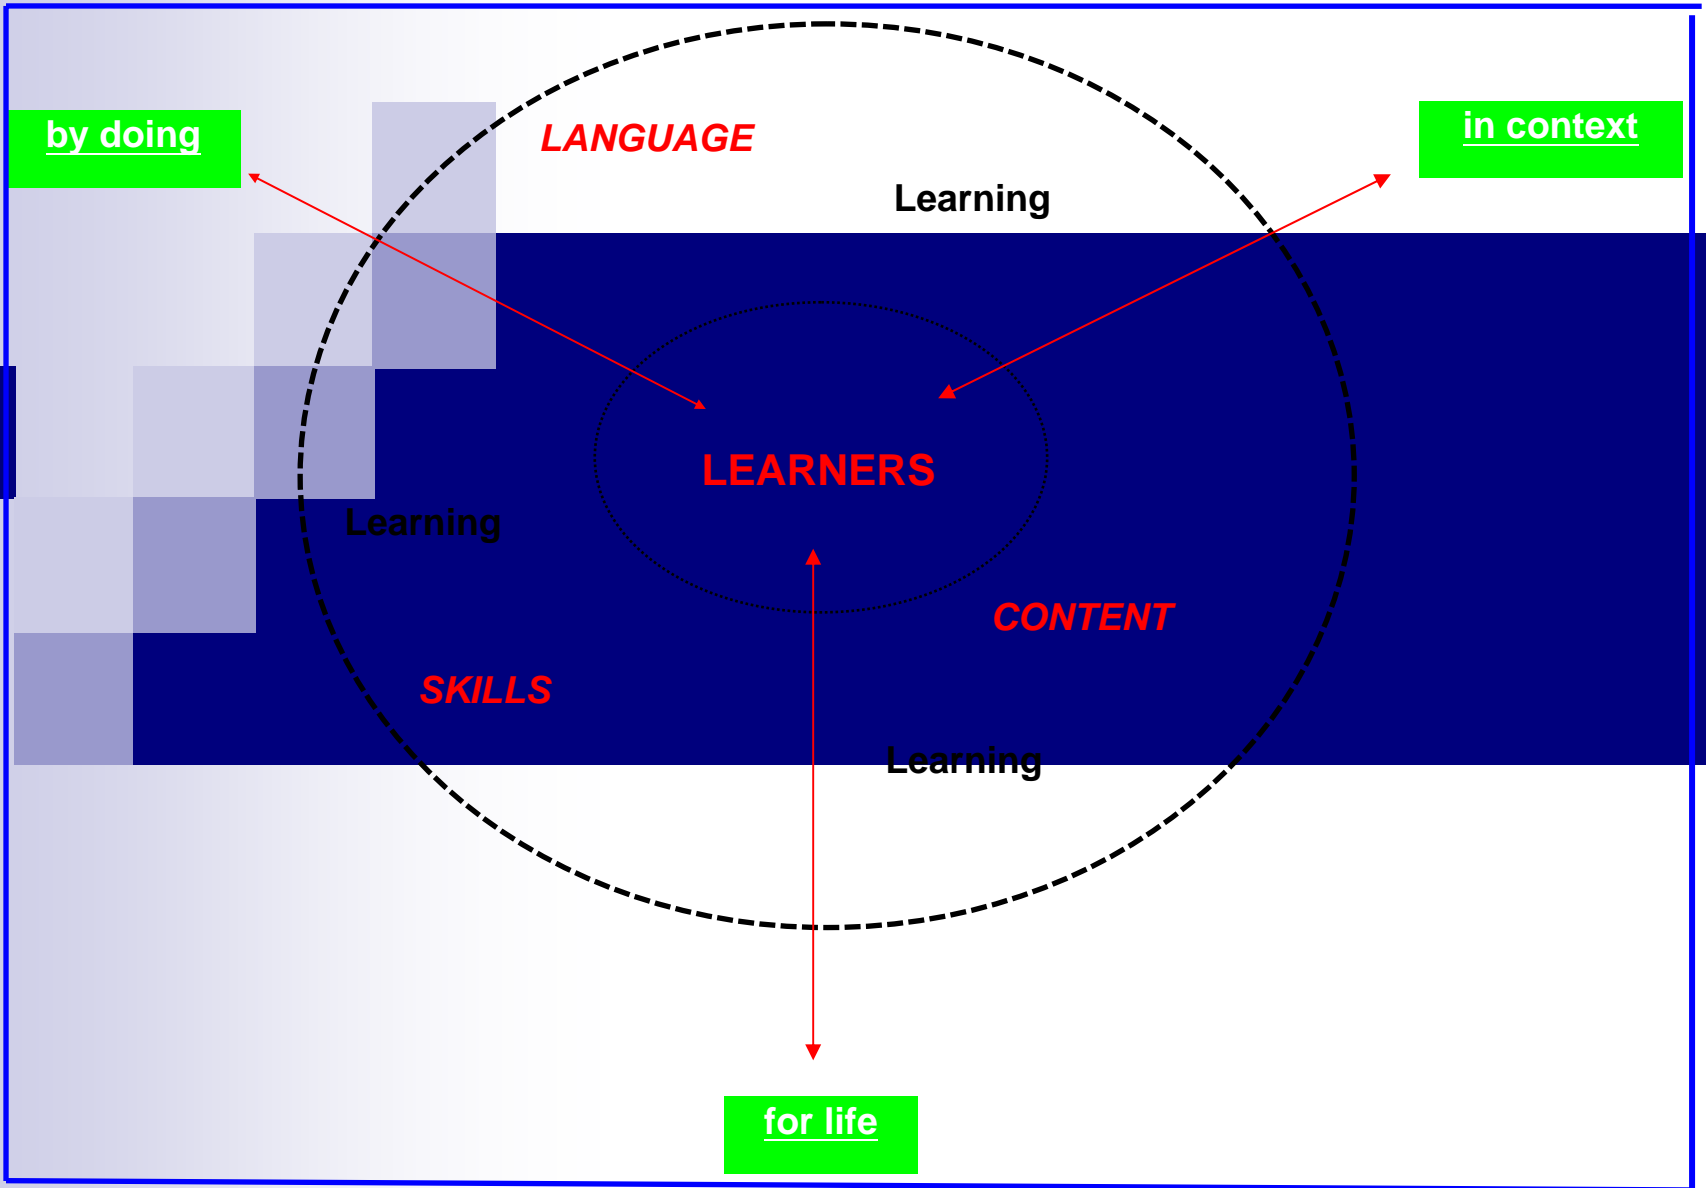 by doing
in context
LANGUAGE
Learning
LEARNERS
Learning
CONTENT
SKILLS
Learning
for life